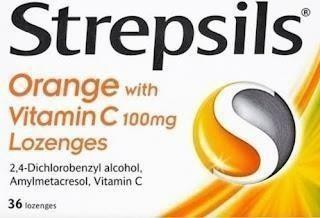 Strepsils®
Orange with
Vitamin C 100mg
Lozenges
2,4-Dichlorobenzyl alcohol,
Amylmetacresol, Vitamin C
36 lozenges